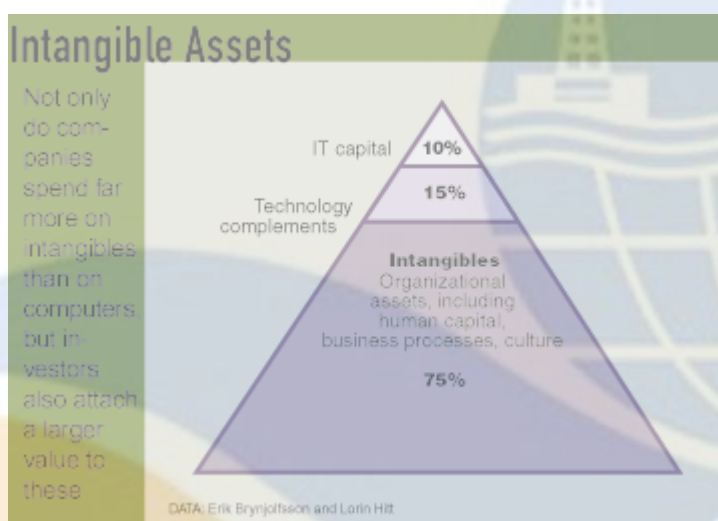 Intangible Assets
Not only
do com-
panies
spend far
more on
intangibles
than on
computers,
but in-
vestors
also attach
a larger
value to
these
IT capital
10%
15%
Technology
complements
Intangibles
Organizational
assets, including
human capital,
business processes, culture
75%
DATA: Erik Brynjolfsson and Lorin Hitt